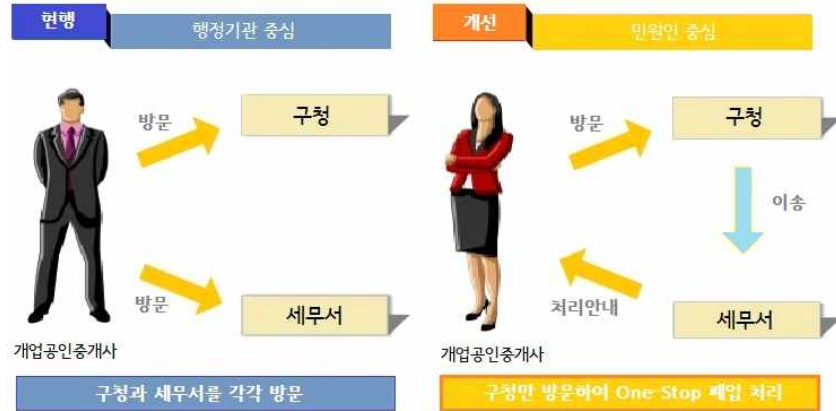 현행
행정기관 중심
방문
구청
방문
세무서
개업공인중개사
구청과 세무서를 각각 방문
개선
민원인 중심
방문
구청
이송
처리안내
세무서
개업공인중개사
구청만 방문하여 One-Stop 폐업 처리